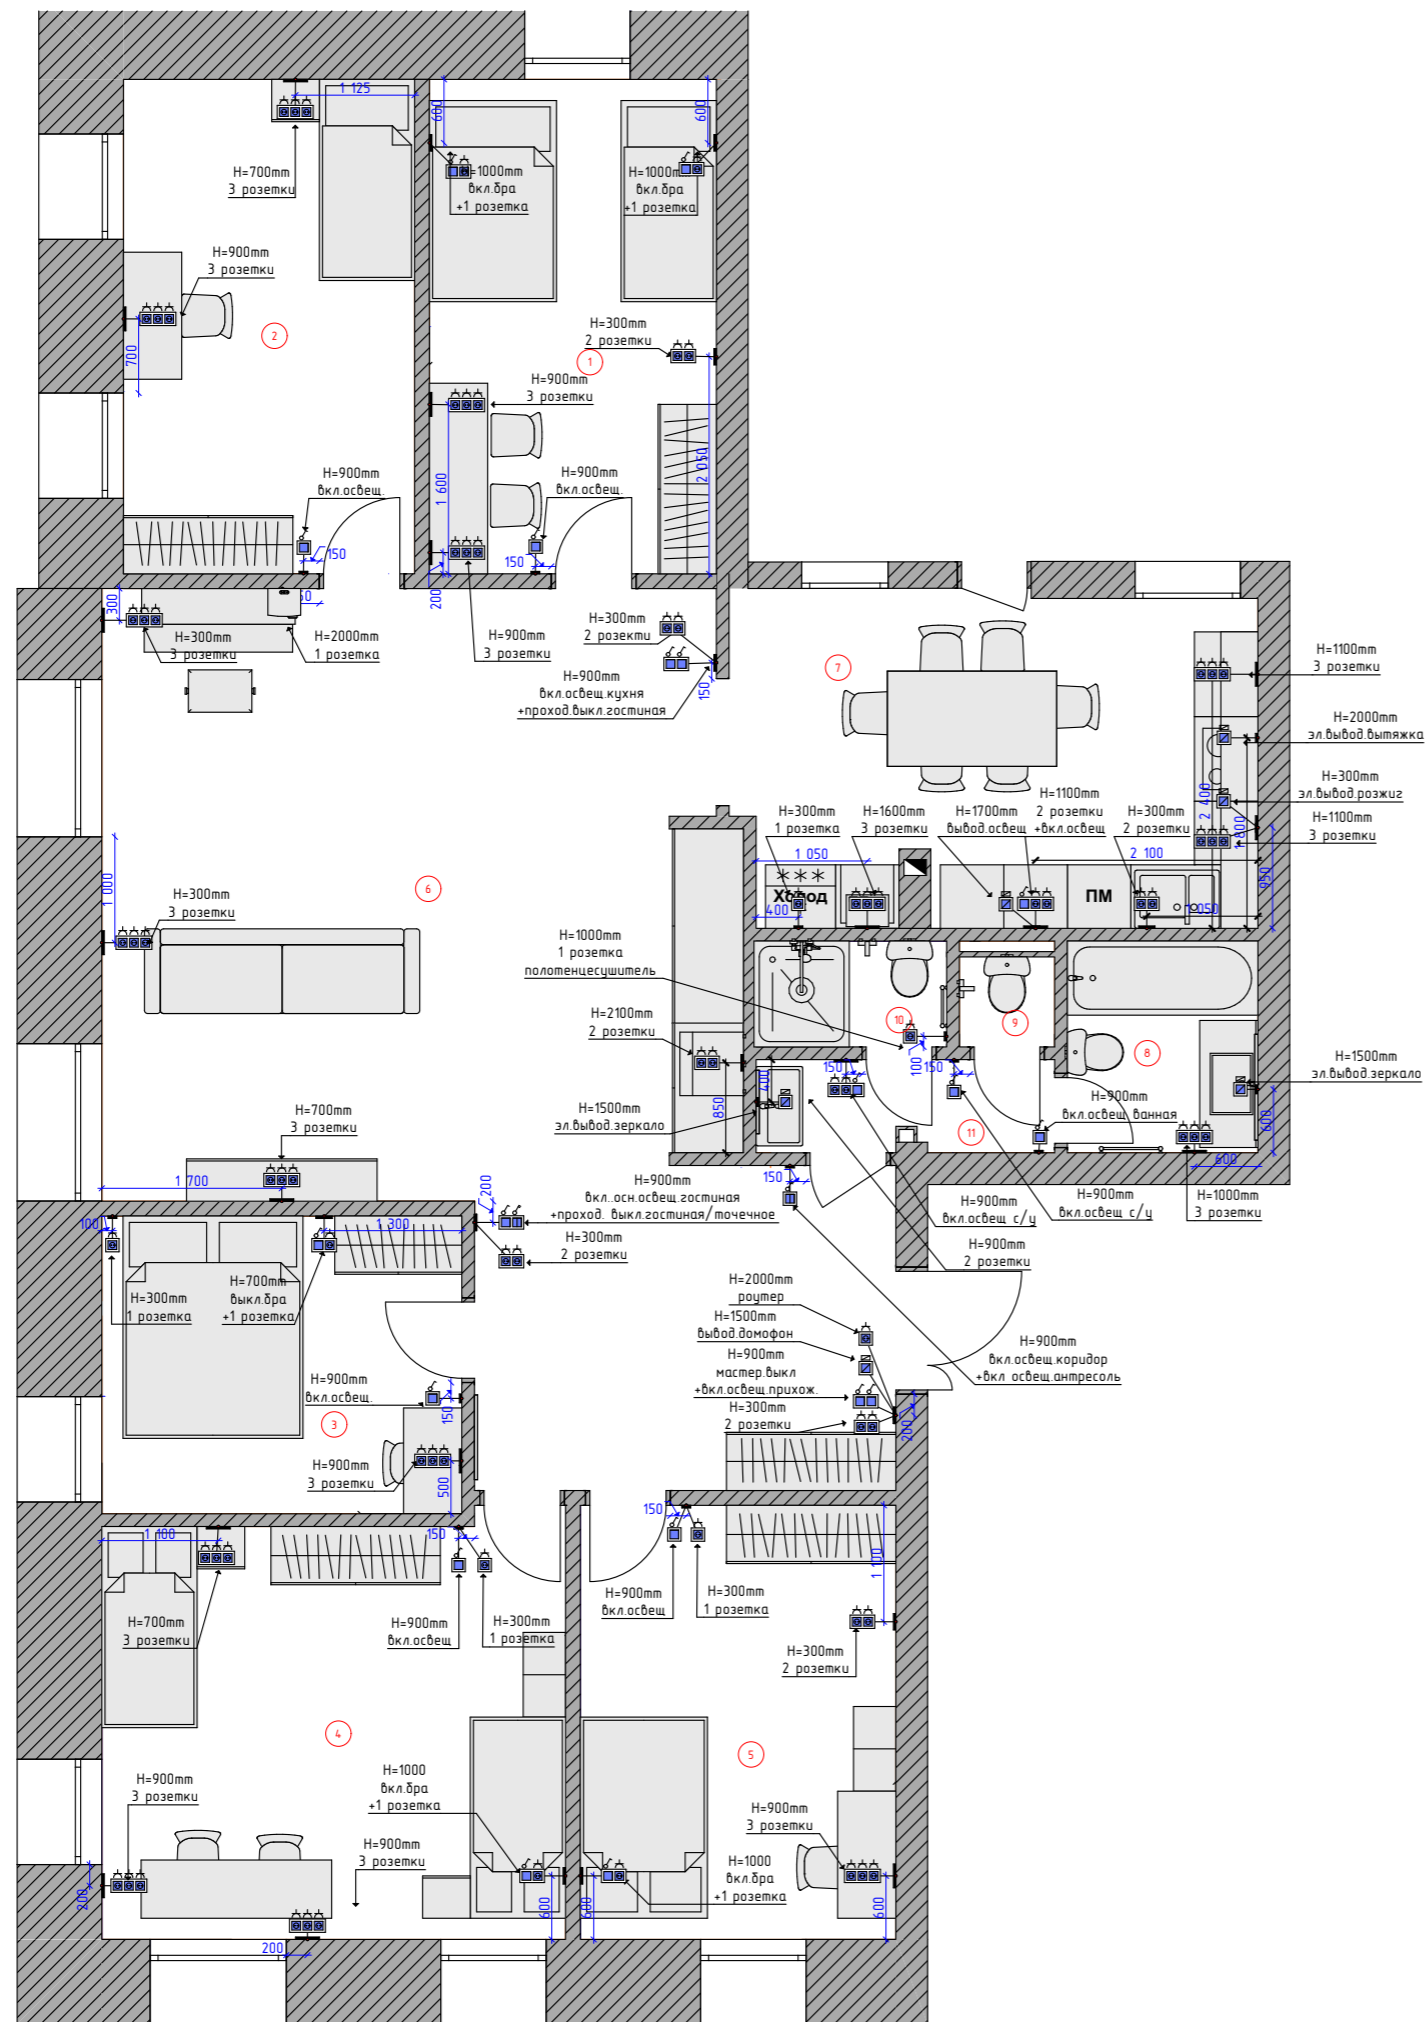 1 125
600
600
H=700mm
3 розетки
H=1000mm
вкл.бра
+1 розетка
H=1000mm
вкл.бра
+1 розетка
H=900mm
3 розетки
700
2
H=300mm
2 розетки
1
H=900mm
3 розетки
2 050
1 600
H=900mm
вкл.освещ.
H=900mm
вкл.освещ.
150
150
200
300
H=300mm
3 розетки
H=2000mm
1 розетка
H=900mm
3 розетки
H=300mm
2 розекти
H=900mm
вкл.освещ.кухня
+проход.выкл.гостиная
150
7
H=1100mm
3 розетки
H=2000mm
эл.вывод.вытяжка
H=300mm
эл.вывод.розжиг
H=1100mm
3 розетки
2 400
1 800
950
H=300mm
1 розетка
H=1600mm
3 розетки
H=1700mm
вывод.освещ
H=1100mm
2 розетки
+вкл.освещ
H=300mm
2 розетки
1 050
2 100
Холод
ПМ
400
1 050
1 000
6
H=300mm
3 розетки
H=1000mm
1 розетка
полотенцесушитель
H=2100mm
2 розетки
10
9
8
100
150
150
400
850
H=1500mm
эл.вывод.зеркало
H=1500mm
эл.вывод.зеркало
H=900mm
вкл.освещ ванная
11
600
600
H=700mm
3 розетки
1 700
150
200
H=900mm
вкл..осн.освещ.гостиная
+проход. выкл.гостиная/точечное
H=300mm
2 розетки
H=900mm
вкл.освещ с/у
H=900mm
вкл.освещ с/у
H=1000mm
3 розетки
H=900mm
2 розетки
100
1 300
H=300mm
1 розетка
H=700mm
выкл.бра
+1 розетка
H=2000mm
роутер
H=1500mm
вывод.домофон
H=900mm
мастер.выкл
+вкл.освещ.прихож.
H=300mm
2 розетки
H=900mm
вкл.освещ.коридор
+вкл освещ.антресоль
200
H=900mm
вкл.освещ.
150
3
H=900mm
3 розетки
500
1 100
150
150
H=700mm
3 розетки
H=900mm
вкл.освещ
H=300mm
1 розетка
H=900mm
вкл.освещ
H=300mm
1 розетка
1 100
H=300mm
2 розетки
4
5
H=900mm
3 розетки
H=1000
вкл.бра
+1 розетка
H=900mm
3 розетки
H=900mm
3 розетки
H=1000
вкл.бра
+1 розетка
200
600
600
600
200